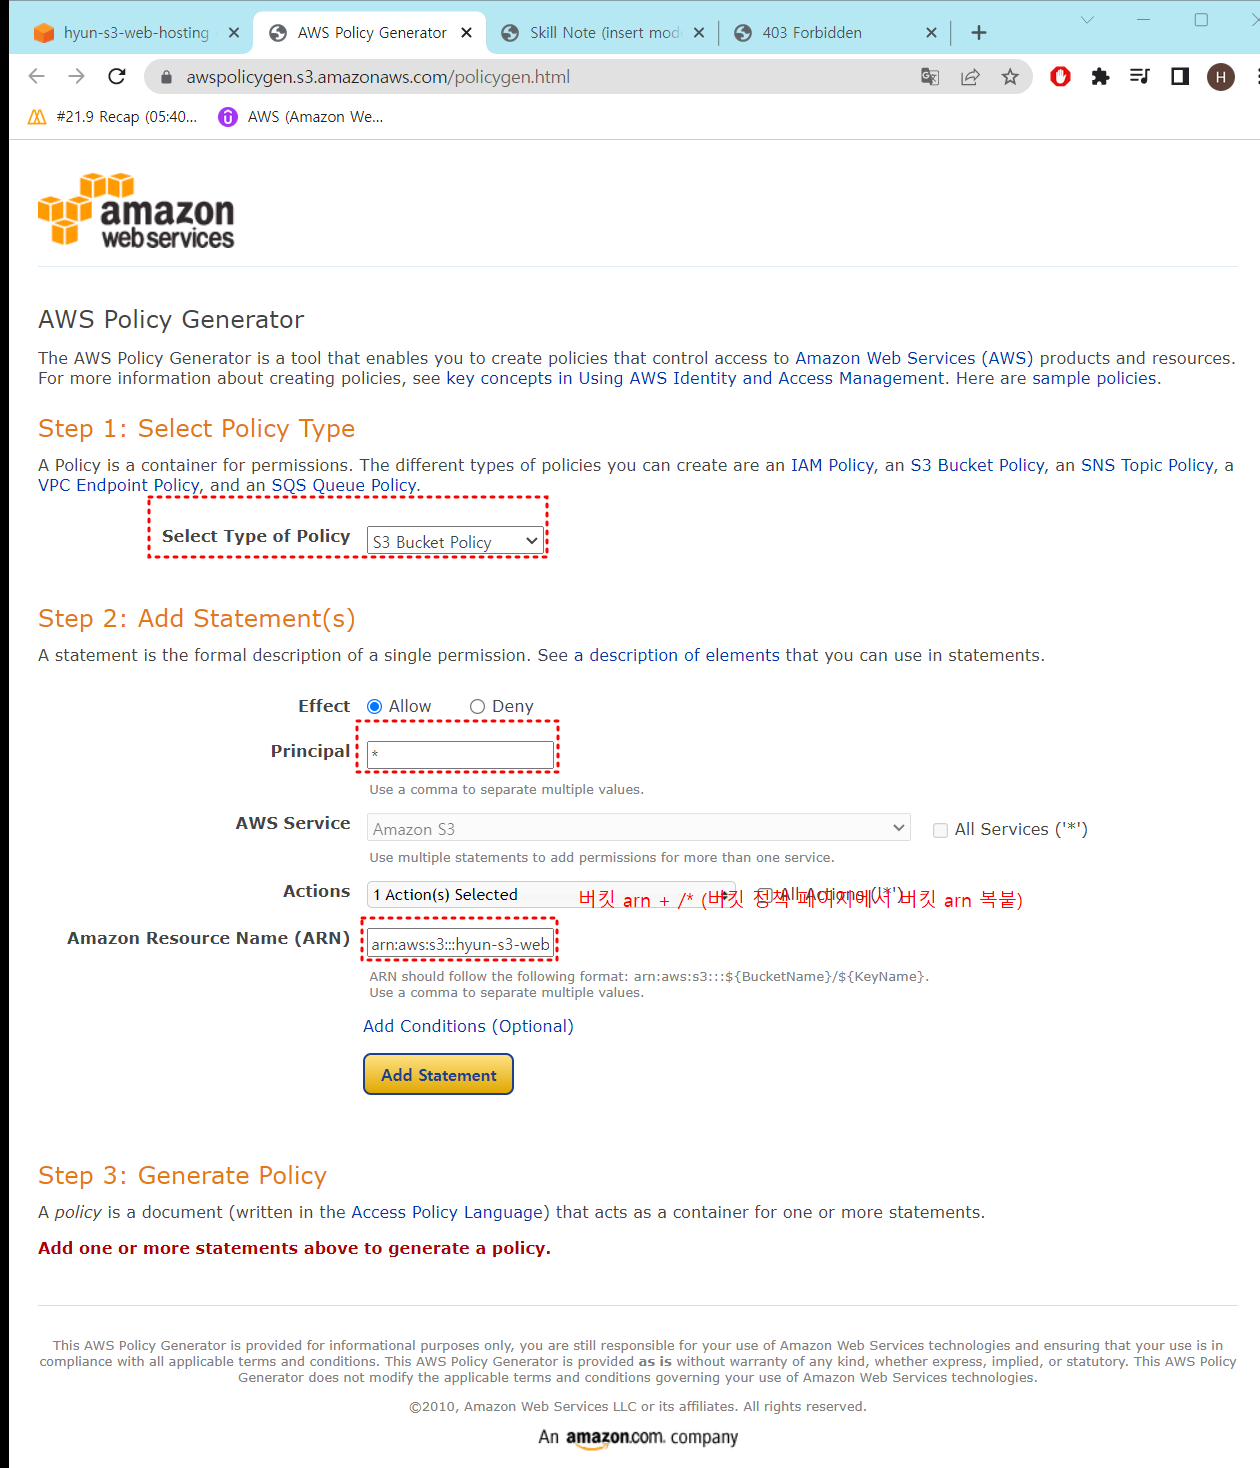 hyun-s3-web-hosting
AWS Policy Generator
Skill Note (insert mod
403 Forbidden
awspolicygen.s3.amazonaws.com/policygen.html
H
#21.9 Recap (05:40...
AWS (Amazon We...
amazon
webservices
AWS Policy Generator
The AWS Policy Generator is a tool that enables you to create policies that control access to Amazon Web Services (AWS) products and resources.
For more information about creating policies, see key concepts in Using AWS Identity and Access Management. Here are sample policies.
Step 1: Select Policy Type
A Policy is a container for permissions. The different types of policies you can create are an IAM Policy, an S3 Bucket Policy, an SNS Topic Policy, a
VPC Endpoint Policy, and an SQS Queue Policy.
Select Type of Policy S3 Bucket Policy
Step 2: Add Statement(s)
A statement is the formal description of a single permission. See a description of elements that you can use in statements.
Effect Allow Deny
Principal *
Use a comma to separate multiple values.
AWS Service Amazon S3 All Services ('*')
Use multiple statements to add permissions for more than one service.
Actions 1 Action(s) Selected All Actions ('*')
버킷 arn + /* (버킷 정책 페이지에서 버킷 arn 복붙)
Amazon Resource Name (ARN) arn:aws:s3:::hyun-s3-web
ARN should follow the following format: arn:aws:s3:::${BucketName}/${KeyName}.
Use a comma to separate multiple values.
Add Conditions (Optional)
Add Statement
Step 3: Generate Policy
A policy is a document (written in the Access Policy Language) that acts as a container for one or more statements.
Add one or more statements above to generate a policy.
This AWS Policy Generator is provided for informational purposes only, you are still responsible for your use of Amazon Web Services technologies and ensuring that your use is in
compliance with all applicable terms and conditions. This AWS Policy Generator is provided as is without warranty of any kind, whether express, implied, or statutory. This AWS Policy
Generator does not modify the applicable terms and conditions governing your use of Amazon Web Services technologies.
©2010, Amazon Web Services LLC or its affiliates. All rights reserved.
An amazon.com. company